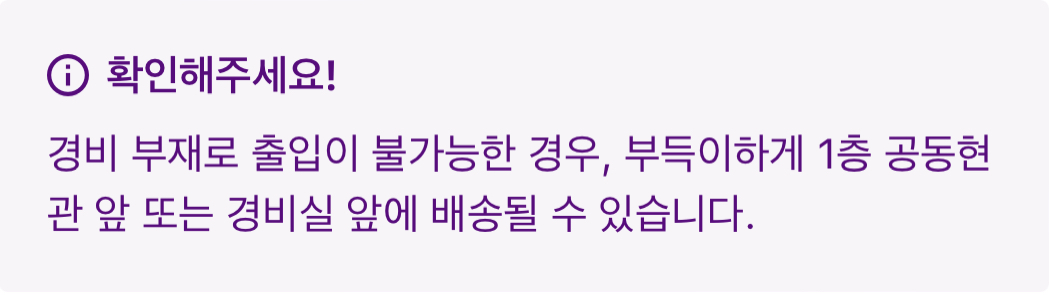 확인해주세요!
경비 부재로 출입이 불가능한 경우, 부득이하게 1층 공동현
관 앞 또는 경비실 앞에 배송될 수 있습니다.